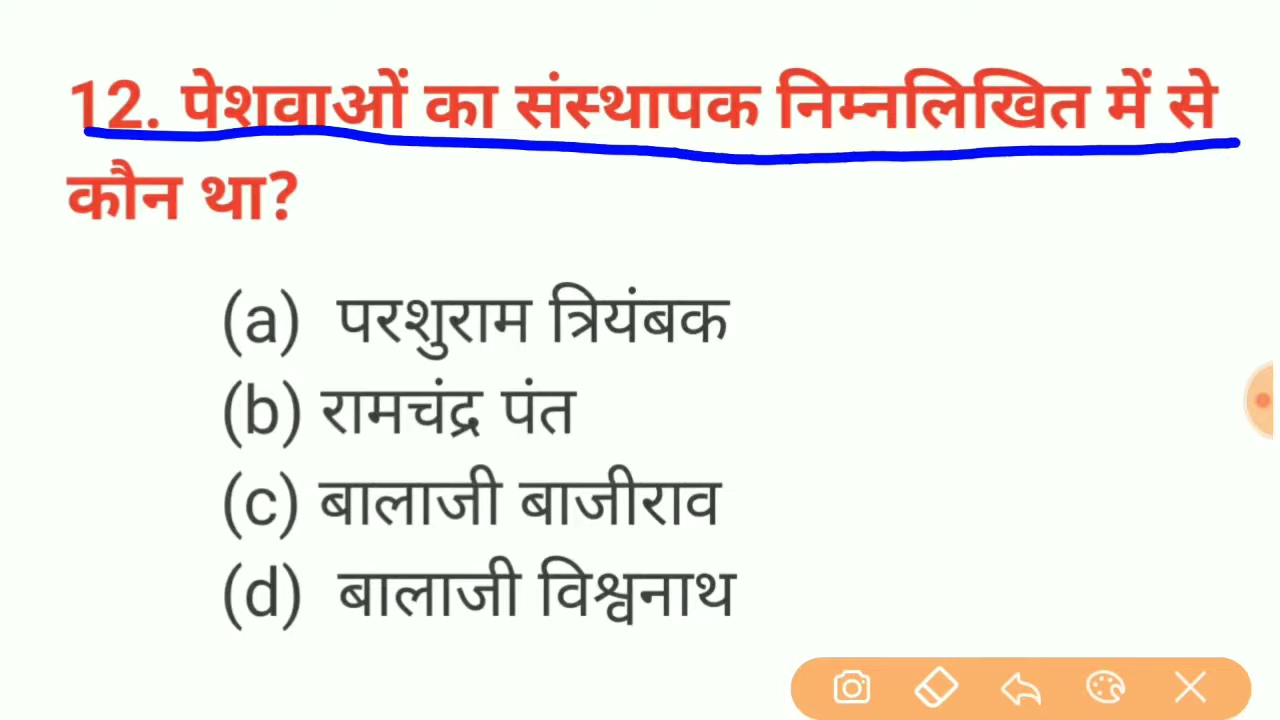 12. पेशवाओं का संस्थापक निम्नलिखित में से
कौन था?
(a) परशुराम त्रियंबक
(b) रामचंद्र पंत
(c) बालाजी बाजीराव
(d) बालाजी विश्वनाथ